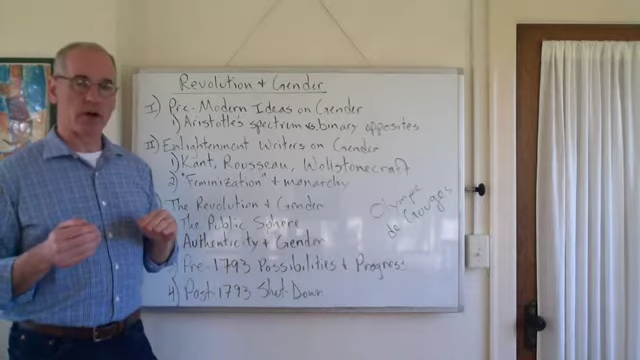 Revolution + Gender
I) Pre-Modern Ideas on Gender
1) Aristotle's spectrum vs binary opposites
II) Enlightenment Writers on Gender
1) Kant, Rousseau, Wollstonecraft
2) "Feminization" + monarchy
) The Revolution + Gender
The Public Sphere
Authenticity + Gender
3) Pre-1793 Possibilities + Progress
4) Post-1793 Shut-Down
Olympe
de Gouges